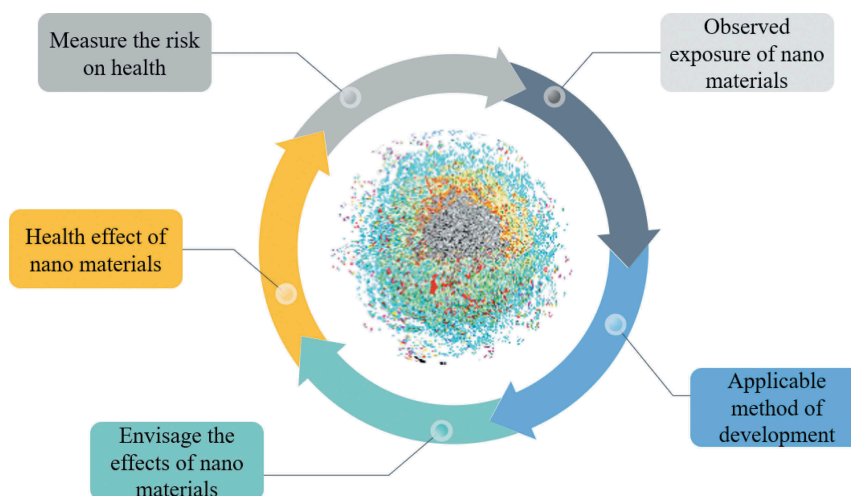 Measure the risk
on health
Observed
exposure of nano
materials
Health effect of
nano materials
Applicable
method of
development
Envisage the
effects of nano
materials